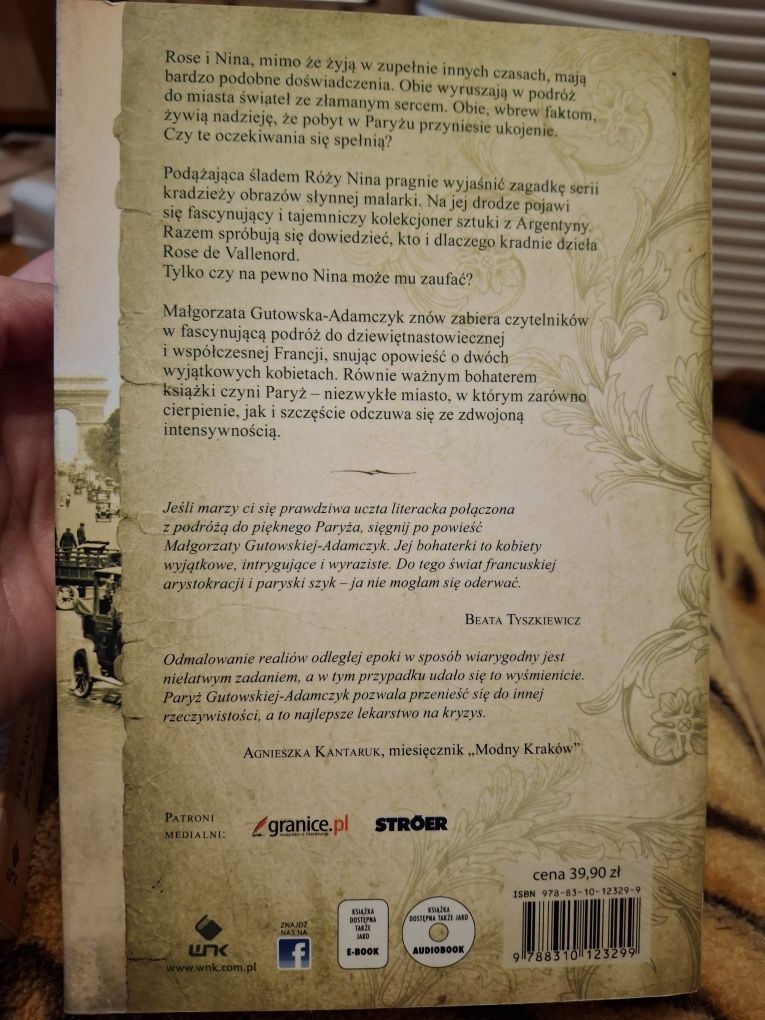 Rose i Nina, mimo że żyją w zupełnie innych czasach, mają
bardzo podobne doświadczenia. Obie wyruszają w podróż
do miasta świateł ze złamanym sercem. Obie, wbrew faktom,
żywią nadzieję, że pobyt w Paryżu przyniesie ukojenie.
Czy te oczekiwania się spełnią?
Podążająca śladem Róży Nina pragnie wyjaśnić zagadkę serii
kradzieży obrazów słynnej malarki. Na jej drodze pojawi
się fascynujący i tajemniczy kolekcjoner sztuki z Argentyny.
Razem spróbują się dowiedzieć, kto i dlaczego kradnie dzieła
Rose de Vallenord.
Tylko czy na pewno Nina może mu zaufać?
Małgorzata Gutowska-Adamczyk znów zabiera czytelników
w fascynującą podróż do dziewiętnastowiecznej
i współczesnej Francji, snując opowieść o dwóch
wyjątkowych kobietach. Równie ważnym bohaterem
książki czyni Paryż – niezwykłe miasto, w którym zarówno
cierpienie, jak i szczęście odczuwa się ze zdwojoną
intensywnością.
Jeśli marzy ci się prawdziwa uczta literacka połączona
z podróżą do pięknego Paryża, sięgnij po powieść
Małgorzaty Gutowskiej-Adamczyk. Jej bohaterki to kobiety
wyjątkowe, intrygujące i wyraziste. Do tego świat francuskiej
arystokracji i paryski szyk – ja nie mogłam się oderwać.
BEATA TYSZKIEWICZ
Odmalowanie realiów odległej epoki w sposób wiarygodny jest
niełatwym zadaniem, a w tym przypadku udało się to wyśmienicie.
Paryż Gutowskiej-Adamczyk pozwala przenieść się do innej
rzeczywistości, a to najlepsze lekarstwo na kryzys.
AGNIESZKA KANTARUK, miesięcznik „Modny Kraków”
PATRONI
MEDIALNI:
granice.pl
wszystko o literaturze
STRÖER
cena 39,90 zł
ISBN 978-83-10-12329-9
9 788310 123299
wnk
www.wnk.com.pl
ZNAJDŹ
NAS NA
f
KSIĄŻKA
DOSTĘPNA
TAKŻE
JAKO
E-BOOK
KSIĄŻKA
DOSTĘPNA TAKŻE JAKO
AUDIOBOOK